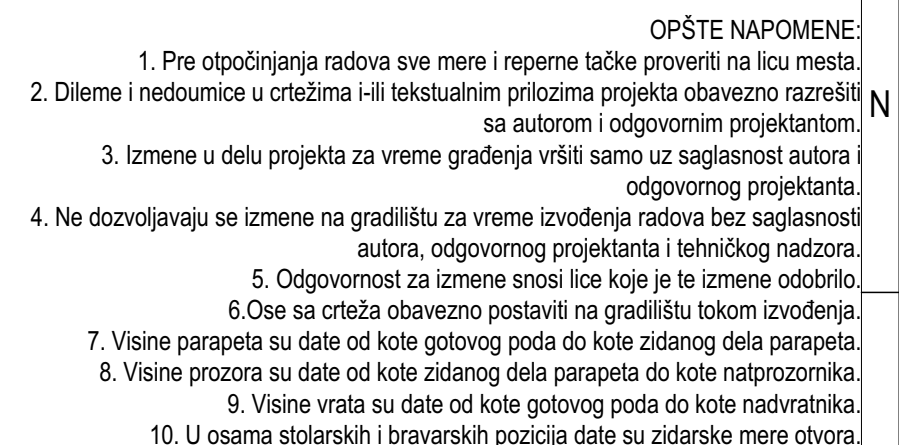 OPŠTE NAPOMENE:
1. Pre otpočinjanja radova sve mere i reperne tačke proveriti na licu mesta.
2. Dileme i nedoumice u crtežima i-ili tekstualnim prilozima projekta obavezno razrešiti
sa autorom i odgovornim projektantom.
3. Izmene u delu projekta za vreme građenja vršiti samo uz saglasnost autora i
odgovornog projektanta.
4. Ne dozvoljavaju se izmene na gradilištu za vreme izvođenja radova bez saglasnosti
autora, odgovornog projektanta i tehničkog nadzora.
5. Odgovornost za izmene snosi lice koje je te izmene odobrilo.
6.Ose sa crteža obavezno postaviti na gradilištu tokom izvođenja.
7. Visine parapeta su date od kote gotovog poda do kote zidanog dela parapeta.
8. Visine prozora su date od kote zidanog dela parapeta do kote natprozornika.
9. Visine vrata su date od kote gotovog poda do kote nadvratnika.
10. U osama stolarskih i bravarskih pozicija date su zidarske mere otvora.
N